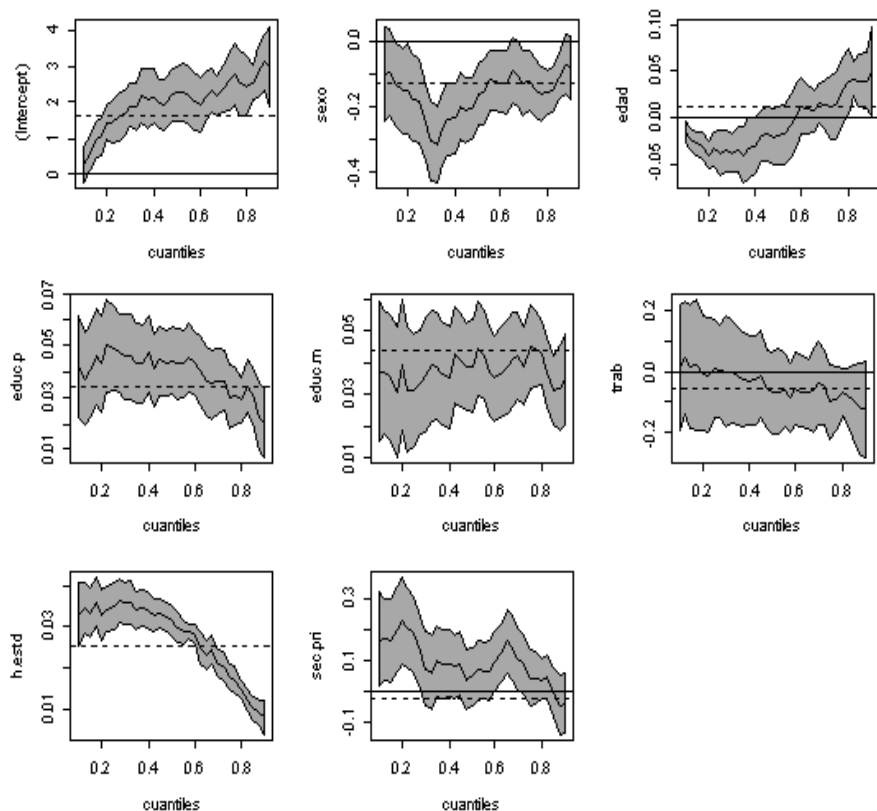 (Intercept)
0 1 2 3 4
0.2 0.4 0.6 0.8
cuantiles
sexo
-0.4 -0.2 0.0
0.2 0.4 0.6 0.8
cuantiles
edad
-0.05 0.00 0.05 0.10
0.2 0.4 0.6 0.8
cuantiles
educ.p
0.01 0.03 0.05 0.07
0.2 0.4 0.6 0.8
cuantiles
educ.m
0.01 0.03 0.05
0.2 0.4 0.6 0.8
cuantiles
trab
-0.2 0.0 0.2
0.2 0.4 0.6 0.8
cuantiles
h.estd
0.01 0.03
0.2 0.4 0.6 0.8
cuantiles
sec.pri
-0.1 0.1 0.3
0.2 0.4 0.6 0.8
cuantiles